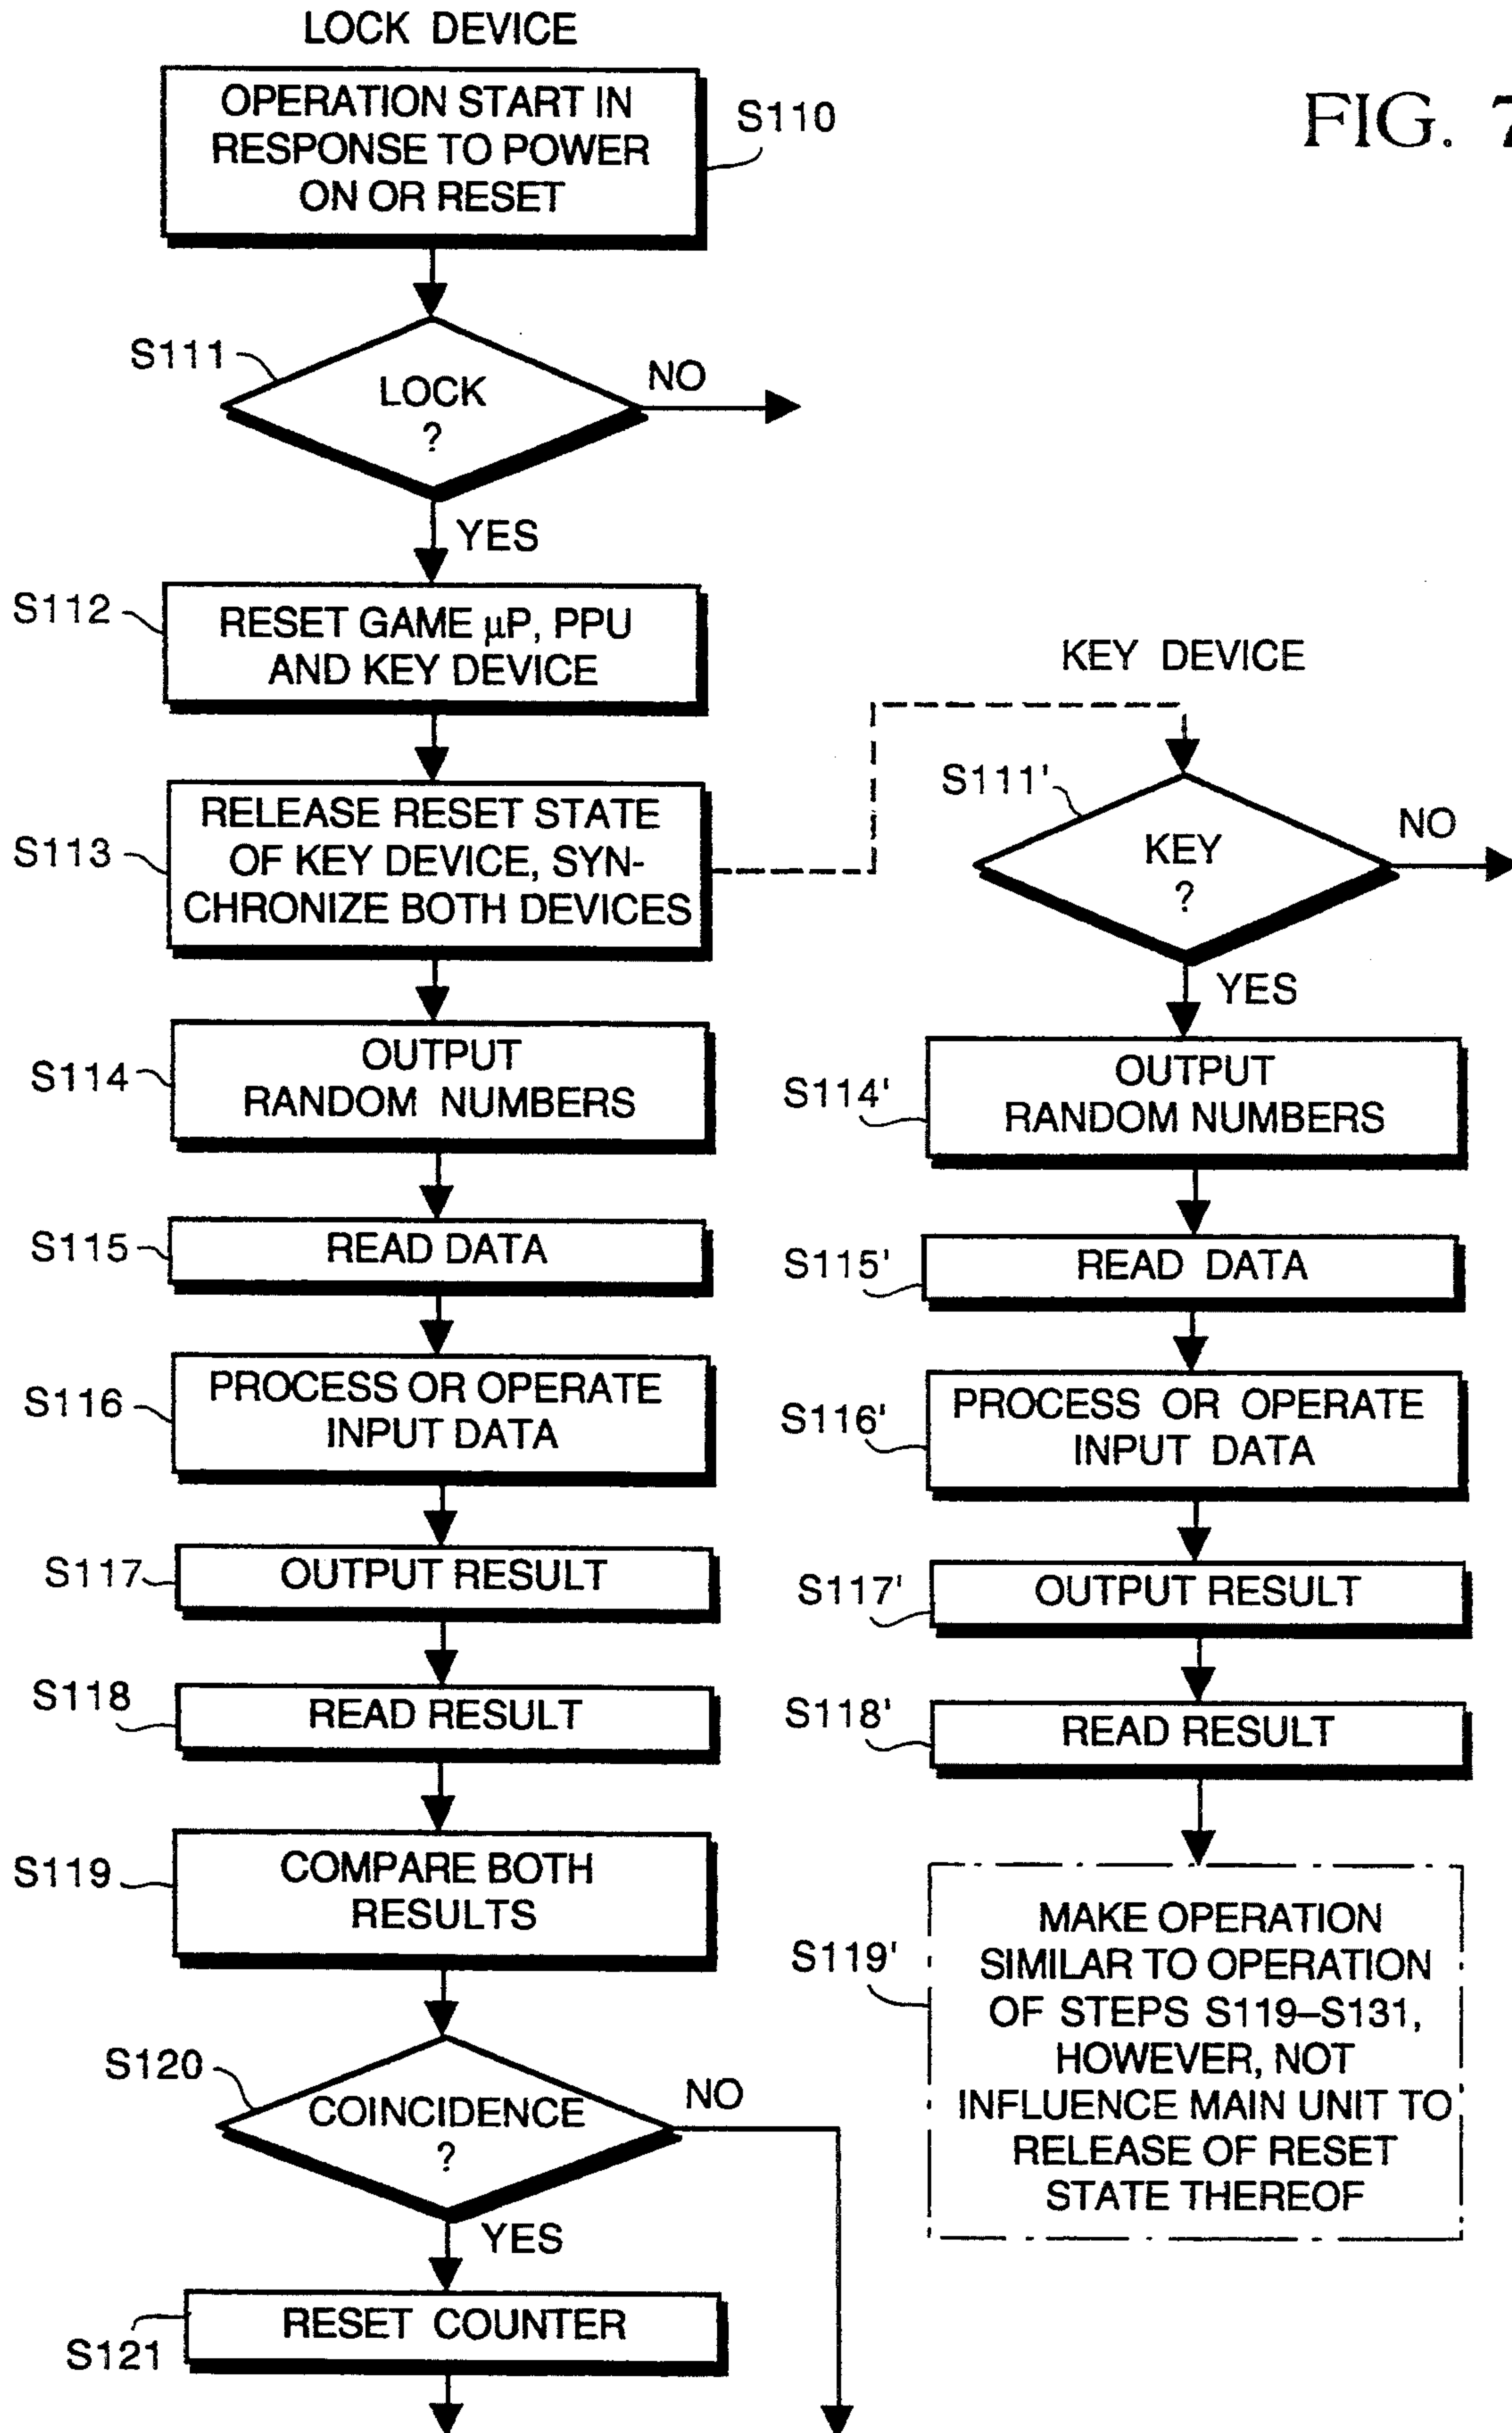 LOCK DEVICE
FIG. 7
OPERATION START IN
RESPONSE TO POWER
ON OR RESET
S110
S111
LOCK
?
NO
YES
S112
RESET GAME µP, PPU
AND KEY DEVICE
S113
RELEASE RESET STATE
OF KEY DEVICE, SYN-
CHRONIZE BOTH DEVICES
S114
OUTPUT
RANDOM NUMBERS
S115
READ DATA
S116
PROCESS OR OPERATE
INPUT DATA
S117
OUTPUT RESULT
S118
READ RESULT
S119
COMPARE BOTH
RESULTS
S120
COINCIDENCE
?
NO
YES
RESET COUNTER
S121
KEY DEVICE
S111'
KEY
?
NO
YES
S114'
OUTPUT
RANDOM NUMBERS
S115'
READ DATA
S116'
PROCESS OR OPERATE
INPUT DATA
S117'
OUTPUT RESULT
S118'
READ RESULT
S119'
MAKE OPERATION
SIMILAR TO OPERATION
OF STEPS S119–S131,
HOWEVER, NOT
INFLUENCE MAIN UNIT TO
RELEASE OF RESET
STATE THEREOF